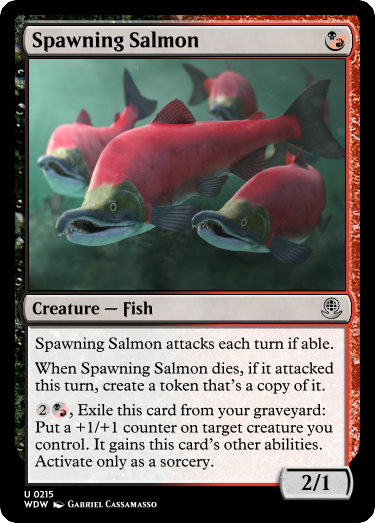 Spawning Salmon
Creature — Fish
Spawning Salmon attacks each turn if able.
When Spawning Salmon dies, if it attacked
this turn, create a token that's a copy of it.
2, Exile this card from your graveyard:
Put a +1/+1 counter on target creature you
control. It gains this card's other abilities.
Activate only as a sorcery.
2/1
U 0215
WDW Gabriel Cassamasso